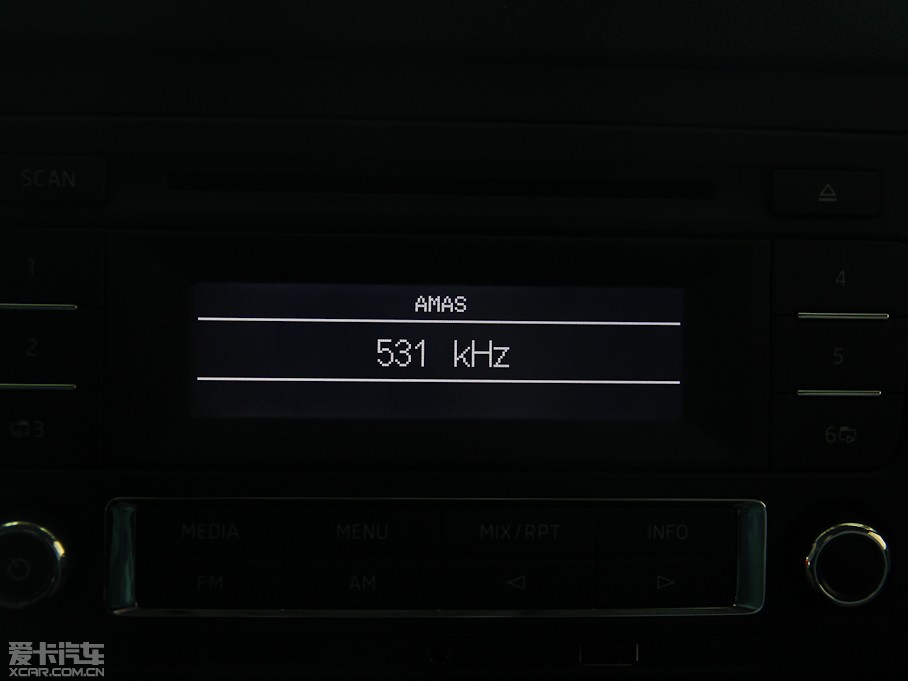 SCAN
1
4
AMAS
531 kHz
2
5
3
6
MEDIA MENU MIX/RPT INFO
FM AM
爱卡汽车
XCAR.COM.CN